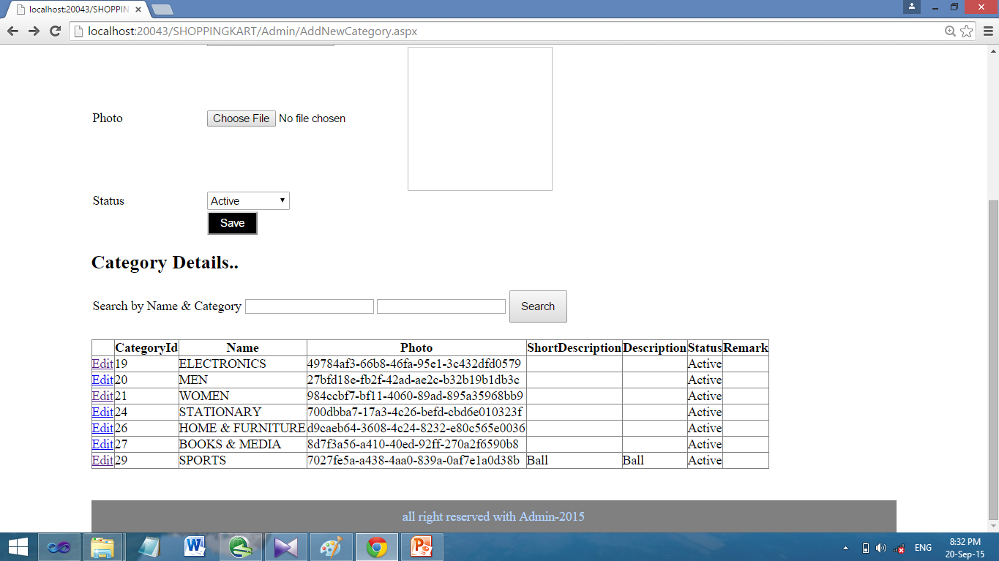 localhost:20043/SHOPPIN
localhost:20043/SHOPPINGKART/Admin/AddNewCategory.aspx
Photo Choose File No file chosen
Status Active
Save
Category Details..
Search by Name & Category Search
CategoryId Name Photo ShortDescription Description Status Remark
Edit 19 ELECTRONICS 49784af3-66b8-46fa-95e1-3c432dfd0579 Active
Edit 20 MEN 27bfd18e-fb2f-42ad-ae2c-b32b19b1db3c Active
Edit 21 WOMEN 984ccbf7-bf11-4060-89ad-895a35968bb9 Active
Edit 24 STATIONARY 700dbba7-17a3-4c26-befd-cbd6e010323f Active
Edit 26 HOME & FURNITURE d9caeb64-3608-4c24-8232-e80c565e0036 Active
Edit 27 BOOKS & MEDIA 8d7f3a56-a410-40ed-92ff-270a2f6590b8 Active
Edit 29 SPORTS 7027fe5a-a438-4aa0-839a-0af7e1a0d38b Ball Ball Active
all right reserved with Admin-2015
ENG
8:32 PM
20-Sep-15